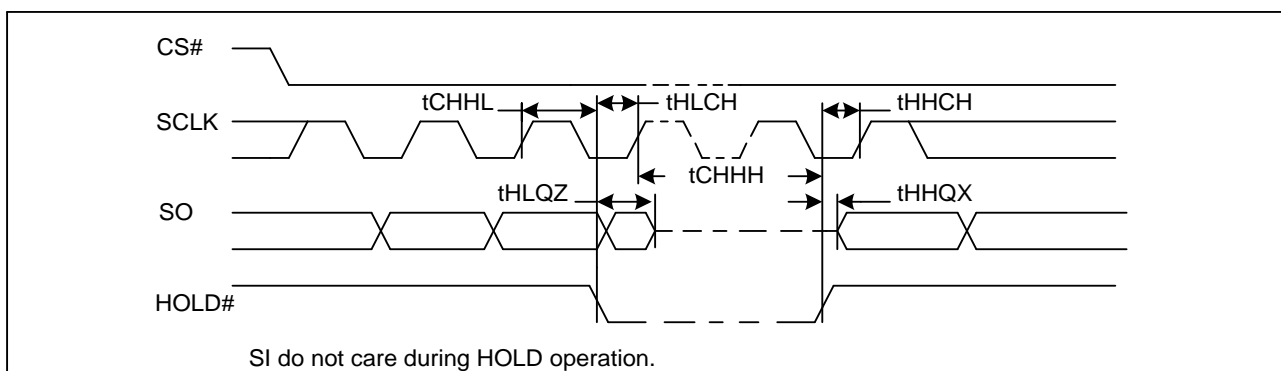 CS#
tCHHL tHLCH tHHCH
SCLK
tCHHH
tHLQZ tHHQX
SO
HOLD#
SI do not care during HOLD operation.